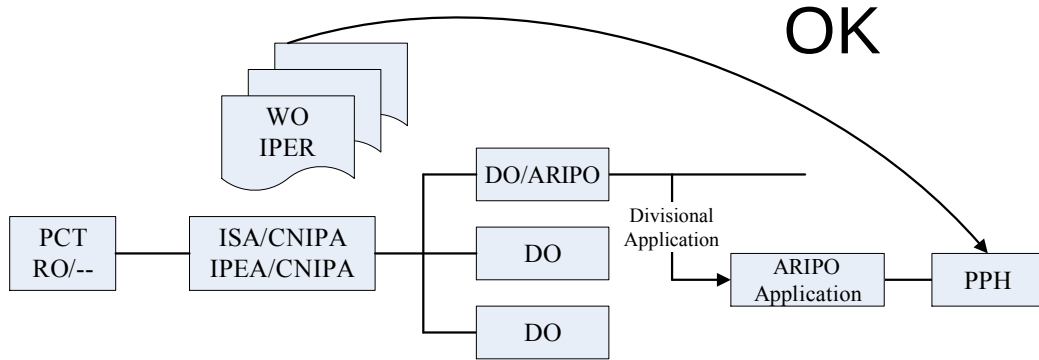 OK
WO
IPER
DO/ARIPO
Divisional
Application
PCT
RO/--
ISA/CNIPA
IPEA/CNIPA
DO
ARIPO
Application
PPH
DO